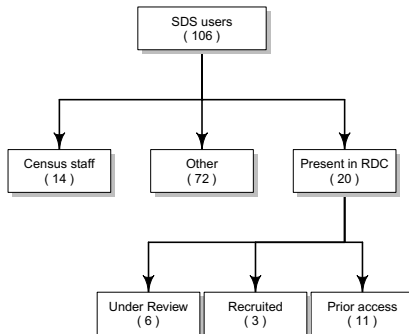 SDS users
( 106 )
Census staff
( 14 )
Other
( 72 )
Present in RDC
( 20 )
Under Review
( 6 )
Recruited
( 3 )
Prior access
( 11 )